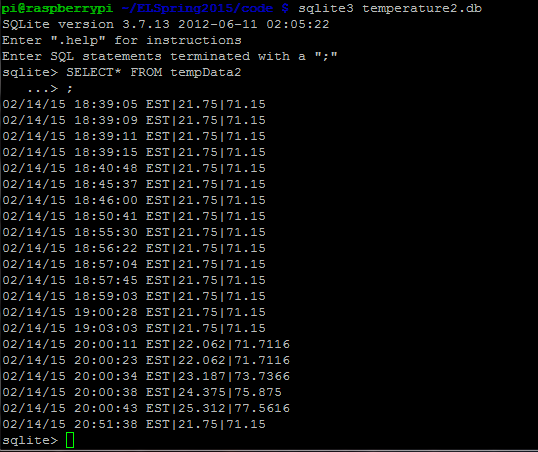 pi@raspberrypi ~/ELSpring2015/code $ sqlite3 temperature2.db
SQLite version 3.7.13 2012-06-11 02:05:22
Enter ".help" for instructions
Enter SQL statements terminated with a ";"
sqlite> SELECT* FROM tempData2
   ...> ;
02/14/15 18:39:05 EST|21.75|71.15
02/14/15 18:39:09 EST|21.75|71.15
02/14/15 18:39:11 EST|21.75|71.15
02/14/15 18:39:15 EST|21.75|71.15
02/14/15 18:40:48 EST|21.75|71.15
02/14/15 18:45:37 EST|21.75|71.15
02/14/15 18:46:00 EST|21.75|71.15
02/14/15 18:50:41 EST|21.75|71.15
02/14/15 18:55:30 EST|21.75|71.15
02/14/15 18:56:22 EST|21.75|71.15
02/14/15 18:57:04 EST|21.75|71.15
02/14/15 18:57:45 EST|21.75|71.15
02/14/15 18:59:03 EST|21.75|71.15
02/14/15 19:00:28 EST|21.75|71.15
02/14/15 19:03:03 EST|21.75|71.15
02/14/15 20:00:11 EST|22.062|71.7116
02/14/15 20:00:23 EST|22.062|71.7116
02/14/15 20:00:34 EST|23.187|73.7366
02/14/15 20:00:38 EST|24.375|75.875
02/14/15 20:00:43 EST|25.312|77.5616
02/14/15 20:51:38 EST|21.75|71.15
sqlite>